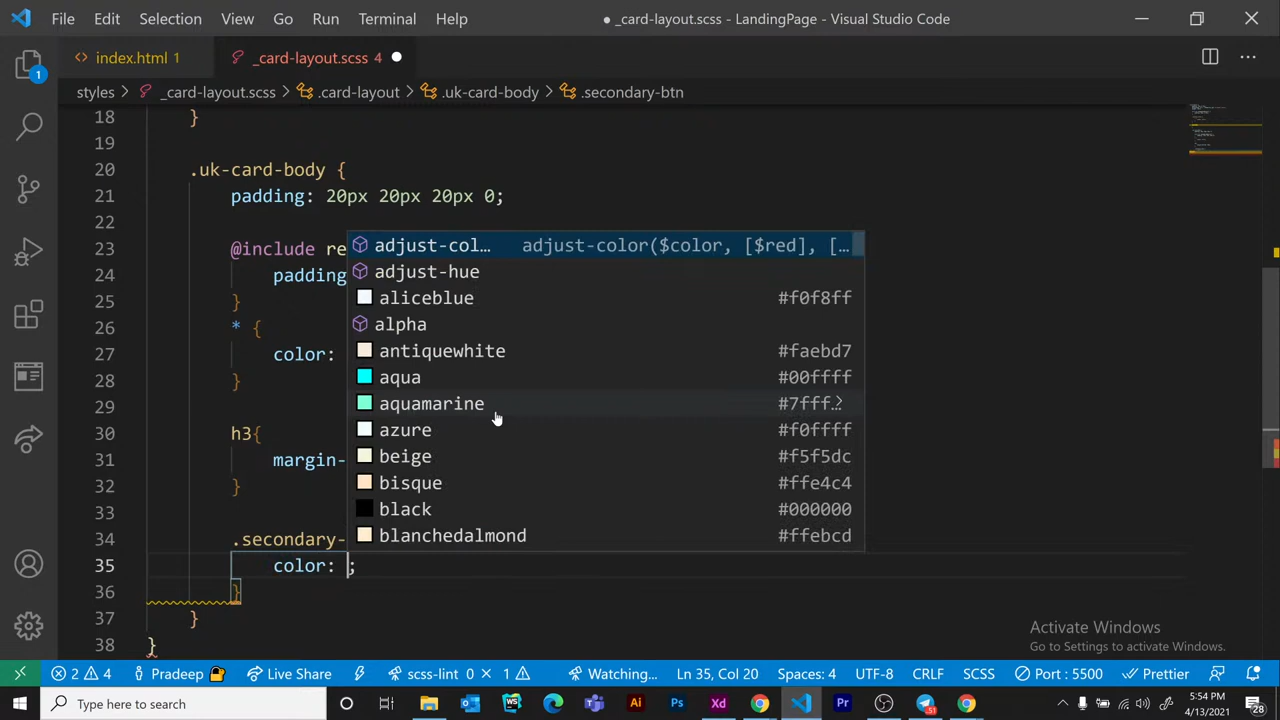 File Edit Selection View Go Run Terminal Help ● _card-layout.scss - LandingPage - Visual Studio Code
index.html 1 _card-layout.scss 4
styles > _card-layout.scss > .card-layout > .uk-card-body > .secondary-btn
1
18 }
19
20 .uk-card-body {
21 padding: 20px 20px 20px 0;
22
23 @include re
24 padding
25 }
26 * {
27 color:
28 }
29
30 h3{
31 margin-
32 }
33
34 .secondary-
35 color: ;
36 }
37 }
38 }
adjust-col… adjust-color($color, [$red], […
adjust-hue
aliceblue #f0f8ff
alpha
antiquewhite #faebd7
aqua #00ffff
aquamarine #7fff…
azure #f0ffff
beige #f5f5dc
bisque #ffe4c4
black #000000
blanchedalmond #ffebcd
Activate Windows
Go to Settings to activate Windows.
2 4 Pradeep Live Share scss-lint 0 × 1 Watching... Ln 35, Col 20 Spaces: 4 UTF-8 CRLF SCSS Port : 5500 Prettier
Type here to search
Ai Ps Xd Pr 51 5:54 PM
4/13/2021 28